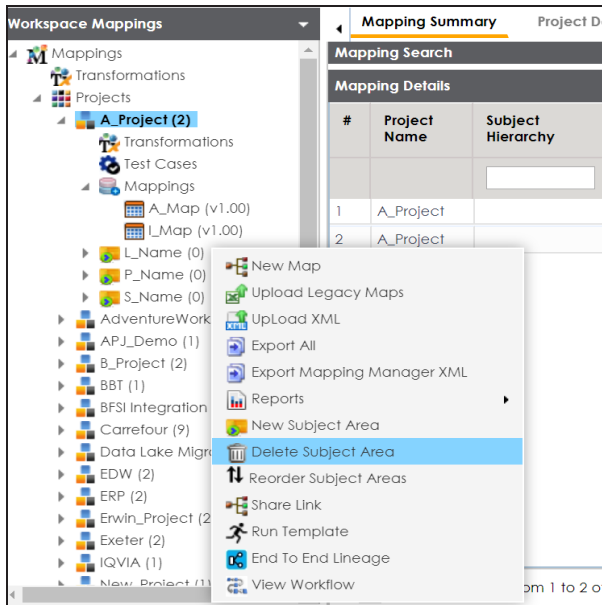 Workspace Mappings
Mappings
Transformations
Projects
A_Project (2)
Transformations
Test Cases
Mappings
A_Map (v1.00)
I_Map (v1.00)
L_Name (0)
P_Name (0)
S_Name (0)
AdventureWork
APJ_Demo (1)
B_Project (2)
BBT (1)
BFSI Integration
Carrefour (9)
Data Lake Migr
EDW (2)
ERP (2)
Erwin_Project (2
Exeter (2)
IQVIA (1)
New_Project (1)
Mapping Summary Project D
Mapping Search
Mapping Details
# Project Name Subject Hierarchy
1 A_Project
2 A_Project
New Map
Upload Legacy Maps
UpLoad XML
Export All
Export Mapping Manager XML
Reports
New Subject Area
Delete Subject Area
Reorder Subject Areas
Share Link
Run Template
End To End Lineage
View Workflow
om 1 to 2 o